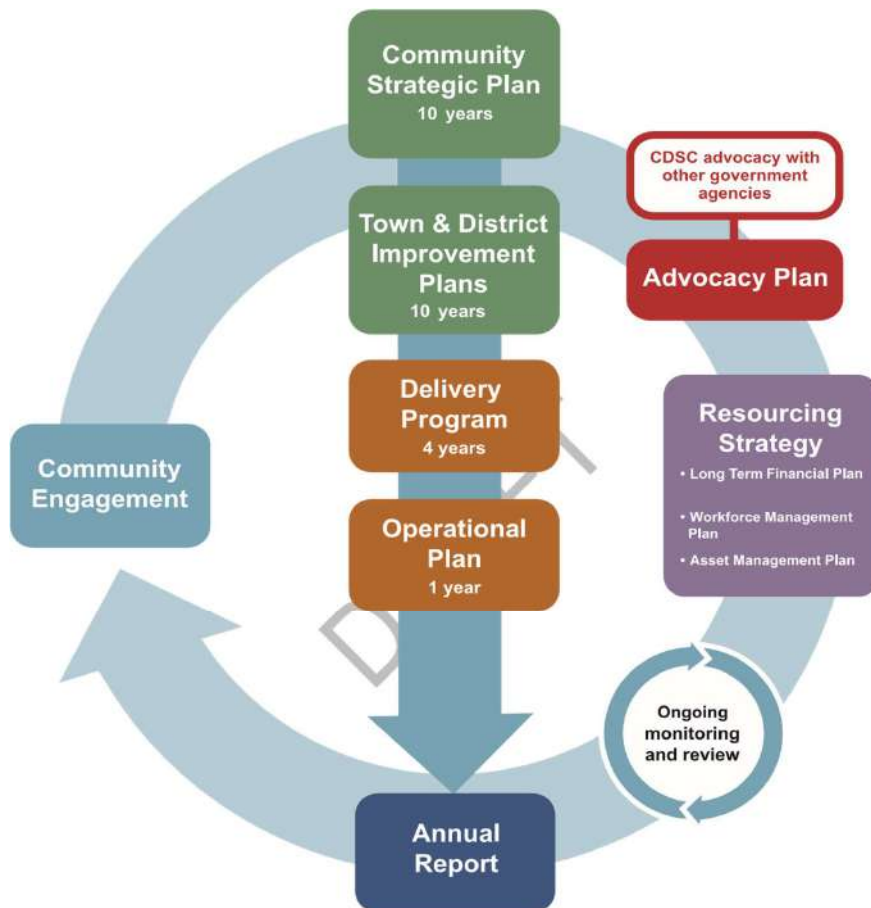 Community
Strategic Plan
10 years
CDSC advocacy with
other government
agencies
Town & District
Improvement
Plans
10 years
Advocacy Plan
Delivery
Program
4 years
Resourcing
Strategy
• Long Term Financial Plan
• Workforce Management
Plan
• Asset Management Plan
Community
Engagement
Operational
Plan
1 year
Ongoing
monitoring
and review
Annual
Report